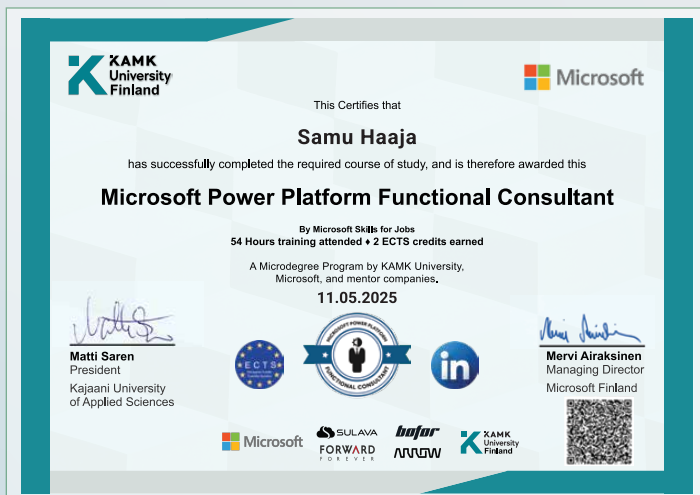 KAMK
University
Finland
Microsoft
This Certifies that
Samu Haaja
has successfully completed the required course of study, and is therefore awarded this
Microsoft Power Platform Functional Consultant
By Microsoft Skills for Jobs
54 Hours training attended ♦ 2 ECTS credits earned
A Microdegree Program by KAMK University,
Microsoft, and mentor companies.
11.05.2025
Matti Saren
President
Kajaani University
of Applied Sciences
ECTS
MICROSOFT POWER PLATFORM
FUNCTIONAL CONSULTANT
in
Mervi Airaksinen
Managing Director
Microsoft Finland
Microsoft
SULAVA
FORWARD
FOREVER
bofor
ARROW
KAMK
University
Finland